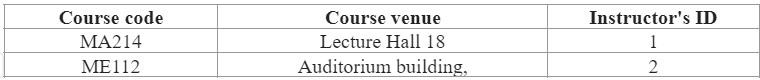 Course code Course venue Instructor's ID
MA214 Lecture Hall 18 1
ME112 Auditorium building, 2